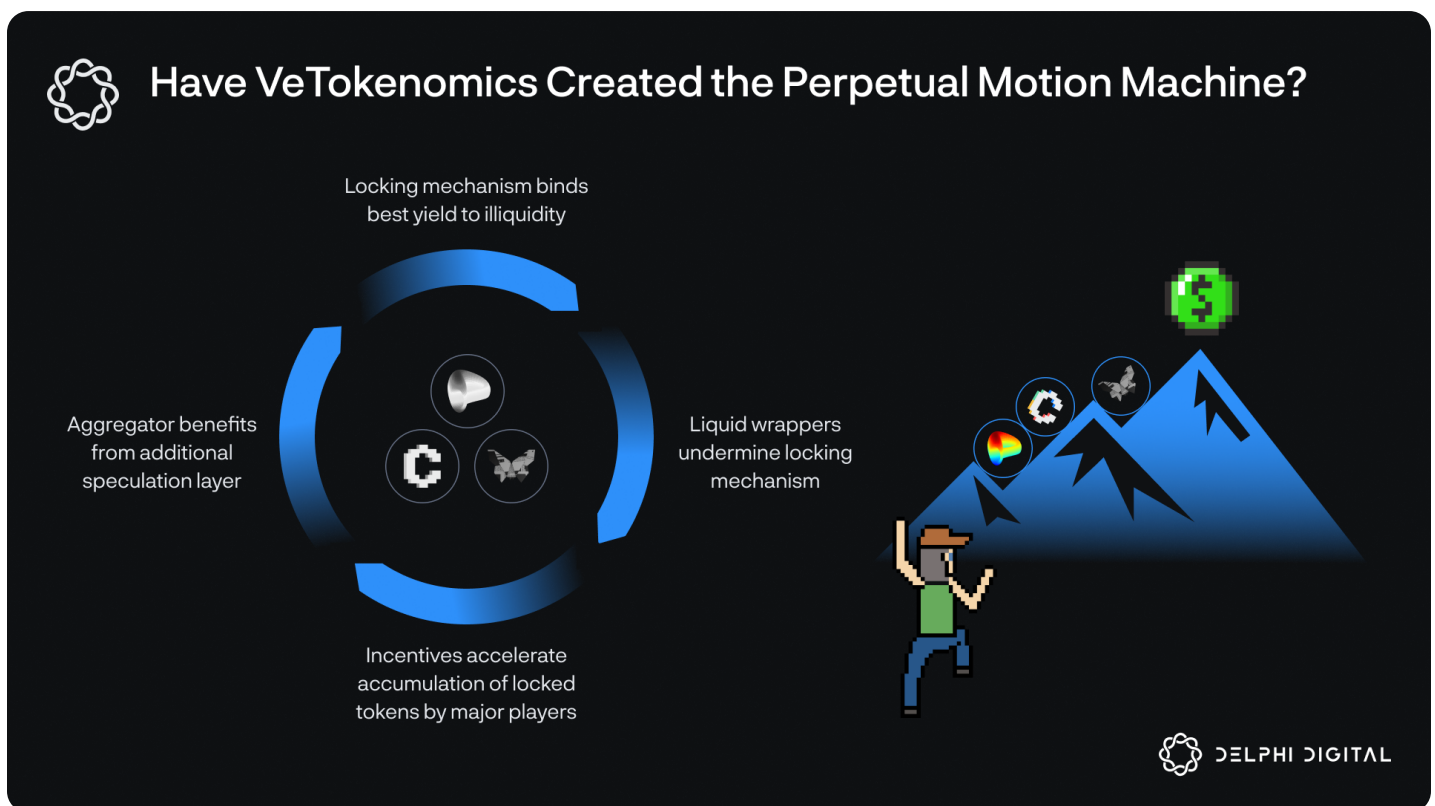 Have VeTokenomics Created the Perpetual Motion Machine?
Locking mechanism binds
best yield to illiquidity
Aggregator benefits
from additional
speculation layer
Liquid wrappers
undermine locking
mechanism
Incentives accelerate
accumulation of locked
tokens by major players
DELPHI DIGITAL